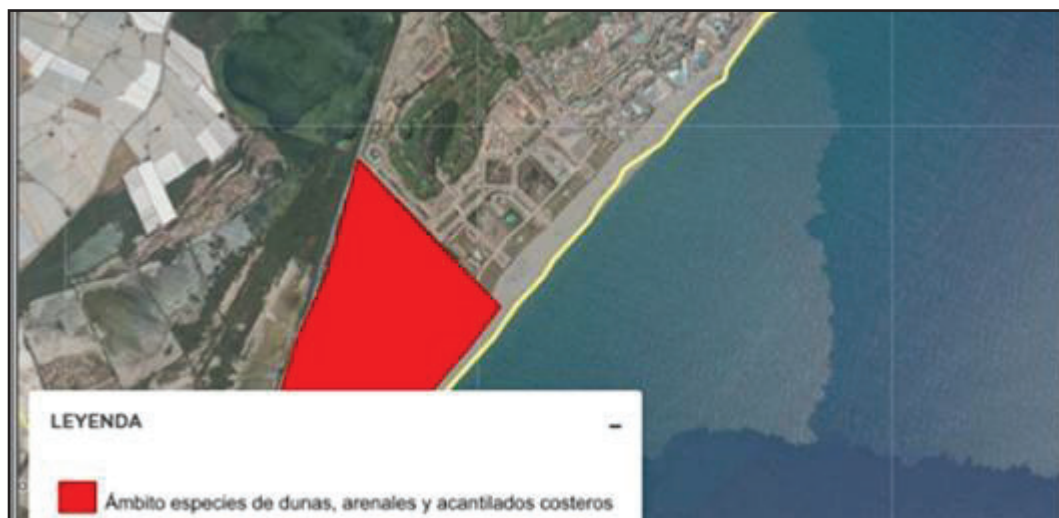 LEYENDA
–
Ámbito especies de dunas, arenales y acantilados costeros